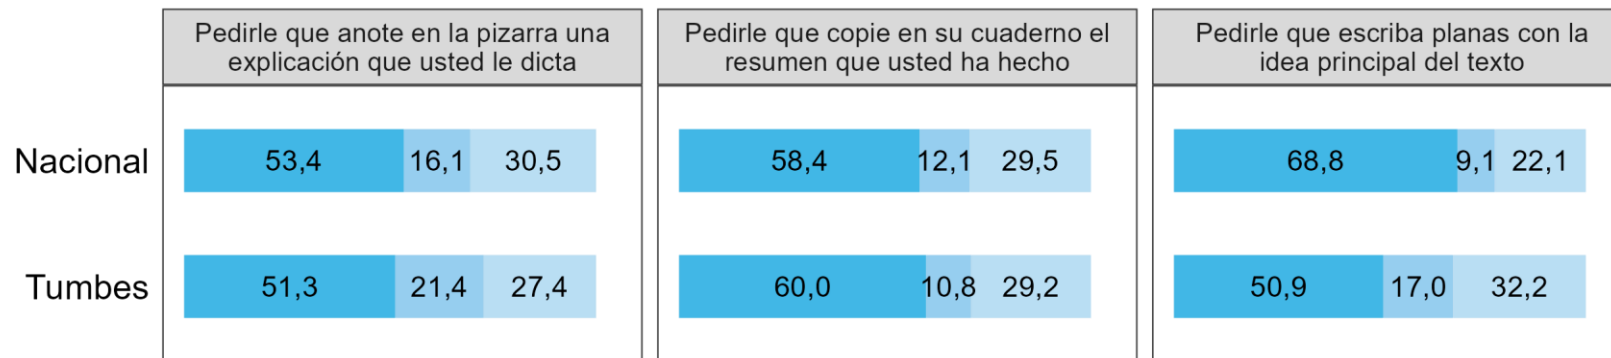 Pedirle que anote en la pizarra una
explicación que usted le dicta
Pedirle que copie en su cuaderno el
resumen que usted ha hecho
Pedirle que escriba planas con la
idea principal del texto
Nacional 53,4 16,1 30,5 58,4 12,1 29,5 68,8 9,1 22,1
Tumbes 51,3 21,4 27,4 60,0 10,8 29,2 50,9 17,0 32,2